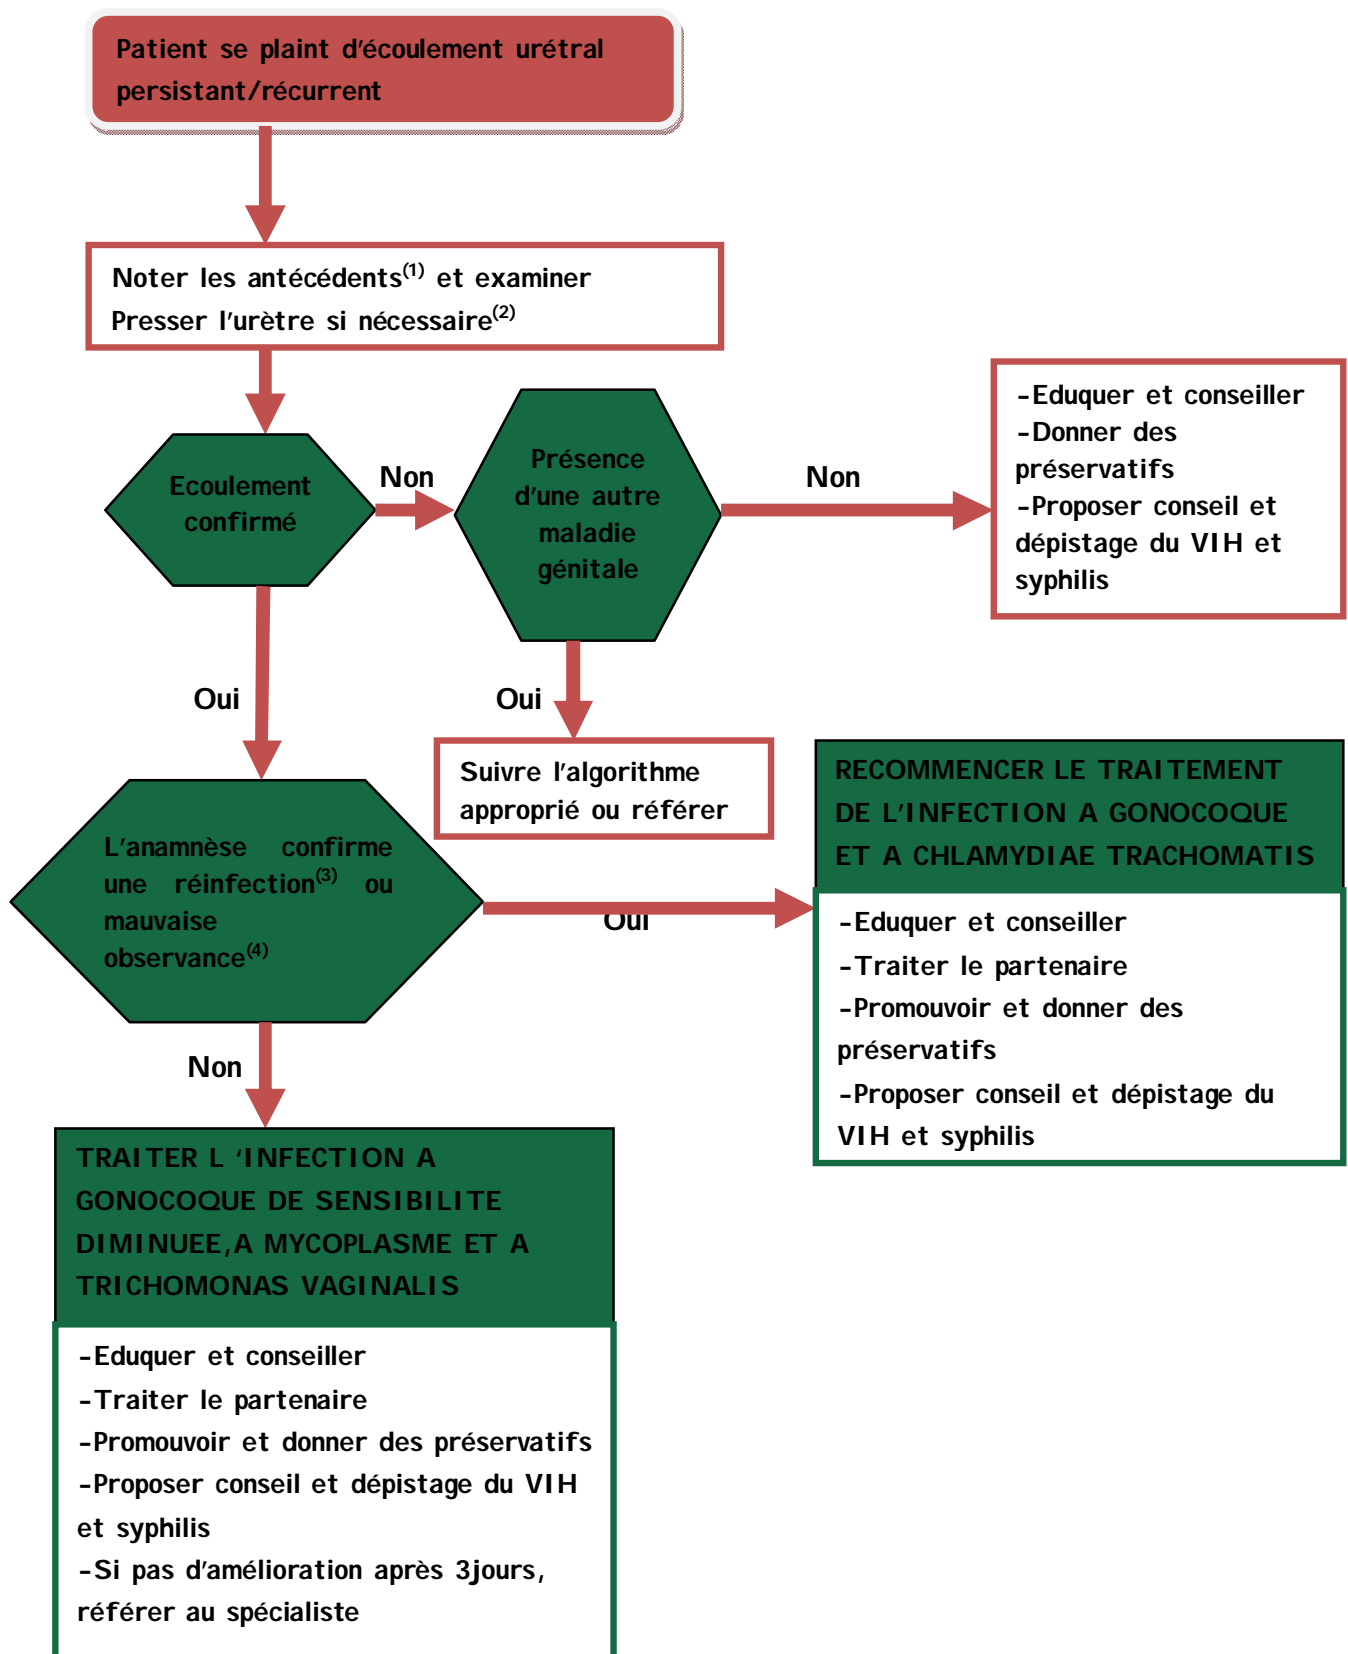 Patient se plaint d'écoulement urétral
persistant/récurrent
Noter les antécédents(1) et examiner
Presser l'urètre si nécessaire(2)
Ecoulement
confirmé
Non
Présence
d'une autre
maladie
génitale
Non
-Eduquer et conseiller
-Donner des
préservatifs
-Proposer conseil et
dépistage du VIH et
syphilis
Oui
Oui
Suivre l'algorithme
approprié ou référer
L'anamnèse confirme
une réinfection(3) ou
mauvaise
observance(4)
Oui
RECOMMENCER LE TRAITEMENT
DE L'INFECTION A GONOCOQUE
ET A CHLAMYDIAE TRACHOMATIS
-Eduquer et conseiller
-Traiter le partenaire
-Promouvoir et donner des
préservatifs
-Proposer conseil et dépistage du
VIH et syphilis
Non
TRAITER L 'INFECTION A
GONOCOQUE DE SENSIBILITE
DIMINUEE,A MYCOPLASME ET A
TRICHOMONAS VAGINALIS
-Eduquer et conseiller
-Traiter le partenaire
-Promouvoir et donner des préservatifs
-Proposer conseil et dépistage du VIH
et syphilis
-Si pas d'amélioration après 3jours,
référer au spécialiste